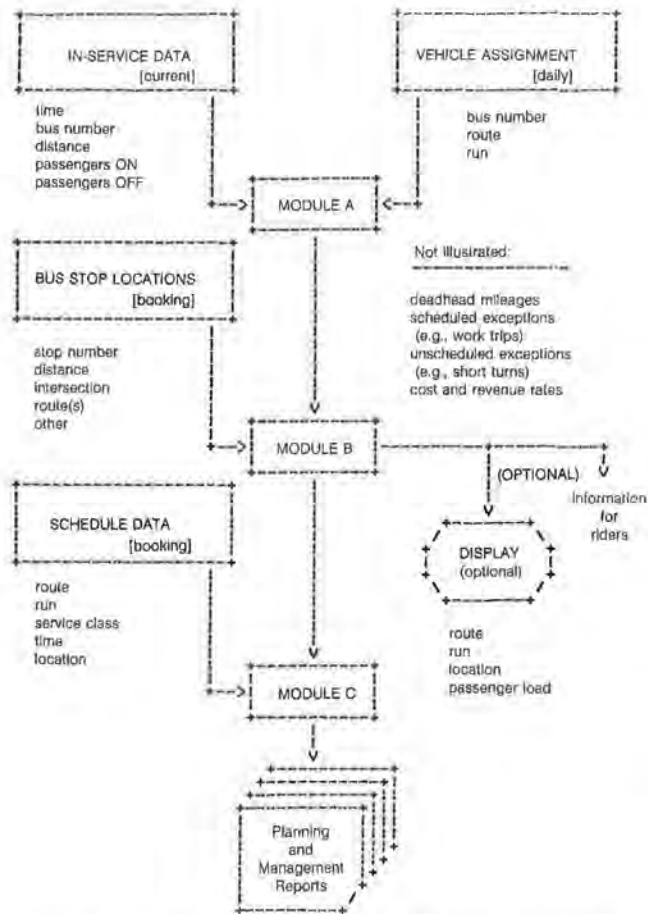 IN-SERVICE DATA
[current]
time
bus number
distance
passengers ON
passengers OFF
VEHICLE ASSIGNMENT
[daily]
bus number
route
run
MODULE A
BUS STOP LOCATIONS
[booking]
stop number
distance
intersection
route(s)
other
Not illustrated:
deadhead mileages
scheduled exceptions
(e.g., work trips)
unscheduled exceptions
(e.g., short turns)
cost and revenue rates
MODULE B
(OPTIONAL)
information
for
riders
SCHEDULE DATA
[booking]
route
run
service class
time
location
DISPLAY
(optional)
route
run
location
passenger load
MODULE C
Planning
and
Management
Reports